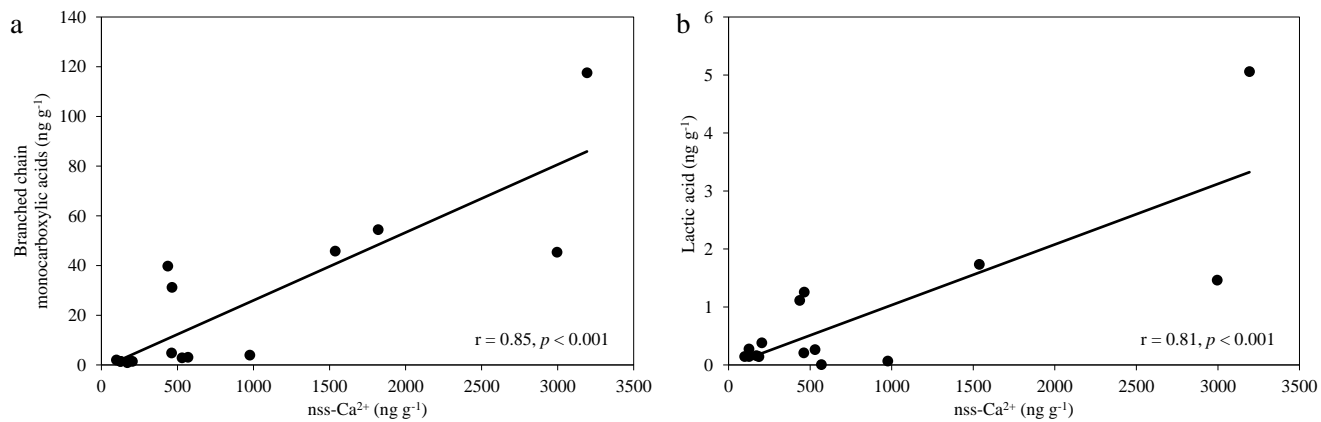 a
140
120
100
80
60
40
20
0
Branched chain
monocarboxylic acids (ng g⁻¹)
r = 0.85, p < 0.001
0 500 1000 1500 2000 2500 3000 3500
nss-Ca²⁺ (ng g⁻¹)
b
6
5
4
3
2
1
0
Lactic acid (ng g⁻¹)
r = 0.81, p < 0.001
0 500 1000 1500 2000 2500 3000 3500
nss-Ca²⁺ (ng g⁻¹)